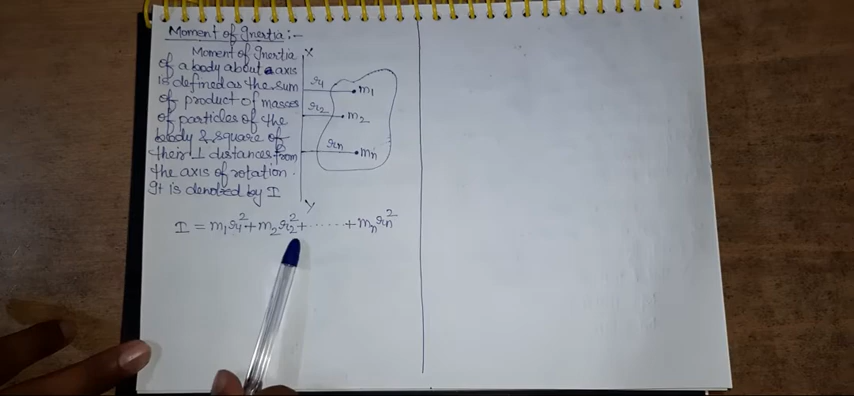 Moment of Inertia :-
Moment of Inertia
of a body about a axis
is defined as the sum
of product of masses
of particles of the
body & square of
their ⊥ distances from
the axis of rotation.
It is denoted by I
X
r₁ m₁
r₂ m₂
rₙ mₙ
Y
I = m₁r₁² + m₂r₂² + ...... + mₙrₙ²